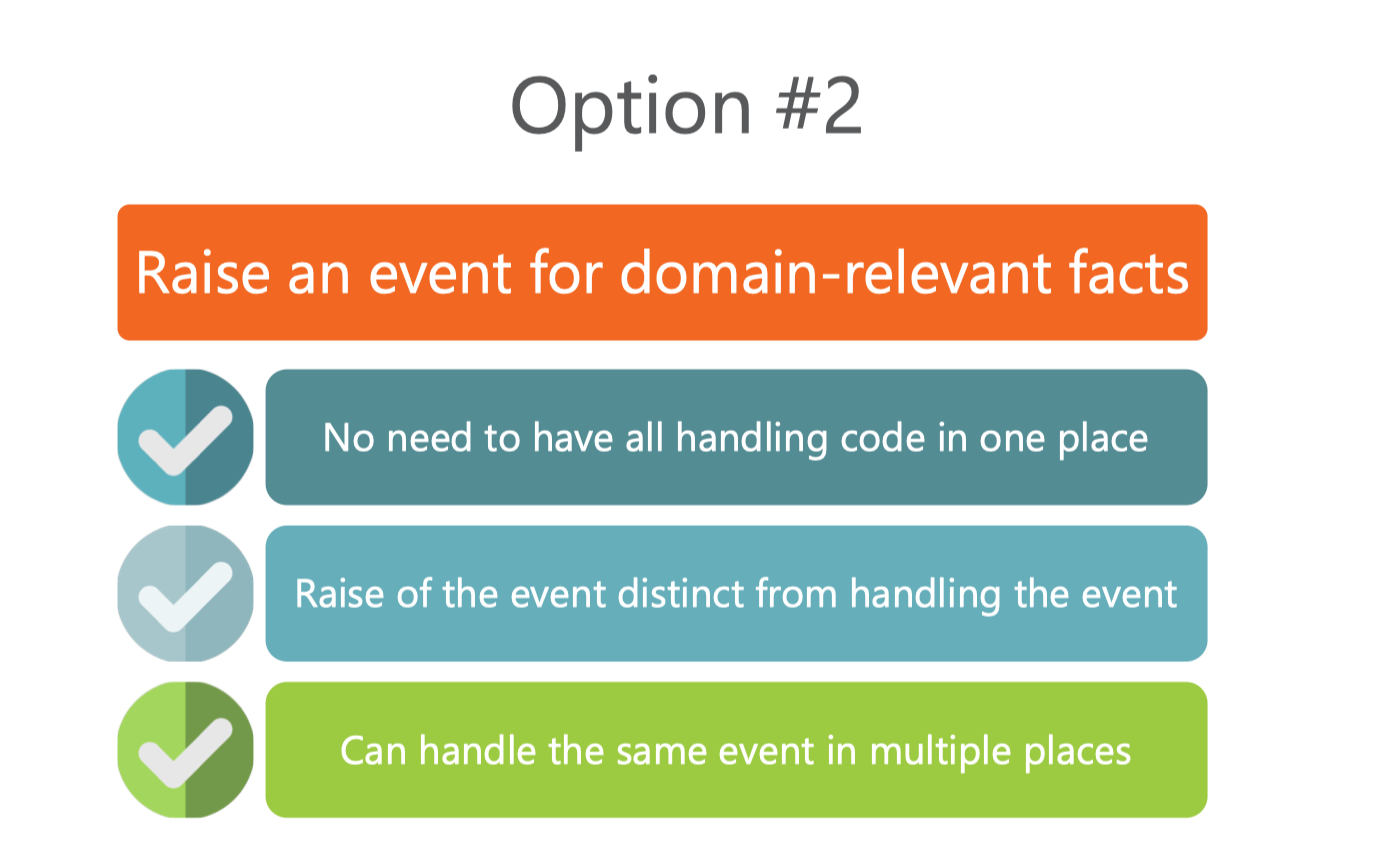 Option #2
Raise an event for domain-relevant facts
No need to have all handling code in one place
Raise of the event distinct from handling the event
Can handle the same event in multiple places